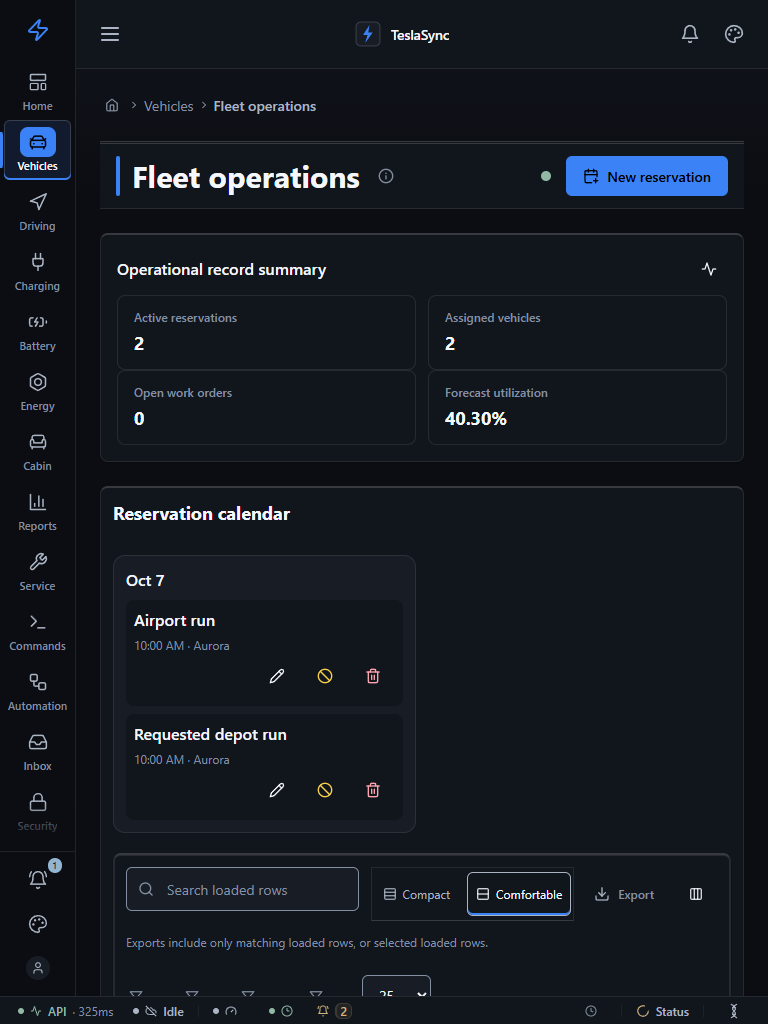 TeslaSync
Home
Vehicles
Driving
Charging
Battery
Energy
Cabin
Reports
Service
Commands
Automation
Inbox
Security
1
Vehicles
Fleet operations
Fleet operations
New reservation
Operational record summary
Active reservations
2
Assigned vehicles
2
Open work orders
0
Forecast utilization
40.30%
Reservation calendar
Oct 7
Airport run
10:00 AM · Aurora
Requested depot run
10:00 AM · Aurora
Search loaded rows
Compact
Comfortable
Export
Exports include only matching loaded rows, or selected loaded rows.
25
API · 325ms
Idle
2
Status